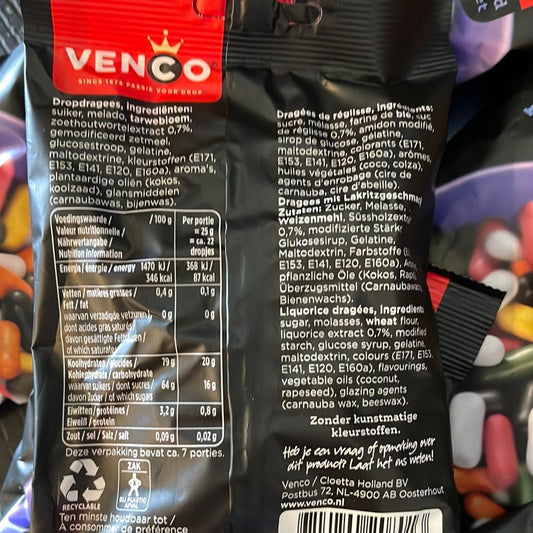 VENCO
SINDS 1878 PASSIE VOOR DROP
Dropdragees, ingrediënten:
suiker, melado, tarwebloem,
zoethoutwortelextract 0,7%,
gemodificeerd zetmeel,
glucosestroop, gelatine,
maltodextrine, kleurstoffen (E171,
E153, E141, E120, E160a), aroma's,
plantaardige oliën (kokos,
koolzaad), glansmiddelen
(carnaubawas, bijenwas).
Voedingswaarde / /100 g Per portie
Valeur nutritionnelle / = 25 g
Nährwertangabe / = ca. 22
Nutrition information dropjes
Energie / énergie / energy 1470 kJ / 368 kJ /
346 kcal 87 kcal
Vetten / matières grasses / 0,4 g 0,1 g
Fett / fat
waarvan verzadigde vetzuren / 0 g 0 g
dont acides gras saturés /
davon gesättigte Fettsäuren /
of which saturates
Koolhydraten / glucides / 79 g 20 g
Kohlenhydrate / carbohydrate
waarvan suikers / dont sucres / 64 g 16 g
davon Zucker / of which sugars
Eiwitten / protéines / 3,2 g 0,8 g
Eiweiß / protein
Zout / sel / Salz / salt 0,09 g 0,02 g
Deze verpakking bevat ca. 7 porties.
RECYCLABLE
ZAK
BIJ PLASTIC
AFVAL
Ten minste houdbaar tot /
À consommer de préférence
Dragées de réglisse, Ingrédients:
sucre, mélasse, farine de blé, suc
de réglisse 0,7%, amidon modifié,
sirop de glucose, gélatine,
maltodextrine, colorants (E171,
E153, E141, E120, E160a), arômes,
huiles végétales (coco, colza),
agents d'enrobage (cire de
carnauba, cire d'abeille).
Dragees mit Lakritzgeschmack
Zutaten: Zucker, Melasse,
Weizenmehl, Süssholzextrakt
0,7%, modifizierte Stärke
Glukosesirup, Gelatine,
Maltodextrin, Farbstoffe (E
E153, E141, E120, E160a),
pflanzliche Öle (Kokos, Raps),
Überzugsmittel (Carnaubawachs,
Bienenwachs).
Liquorice dragées, Ingredients:
sugar, molasses, wheat flour,
liquorice extract 0,7%, modified
starch, glucose syrup, gelatine,
maltodextrin, colours (E171, E153,
E141, E120, E160a), flavourings,
vegetable oils (coconut,
rapeseed), glazing agents
(carnauba wax, beeswax).
Zonder kunstmatige
kleurstoffen.
Heb je een vraag of opmerking over
dit product? Laat het ons weten!
Venco / Cloetta Holland BV
Postbus 72, NL-4900 AB Oosterhout
www.venco.nl